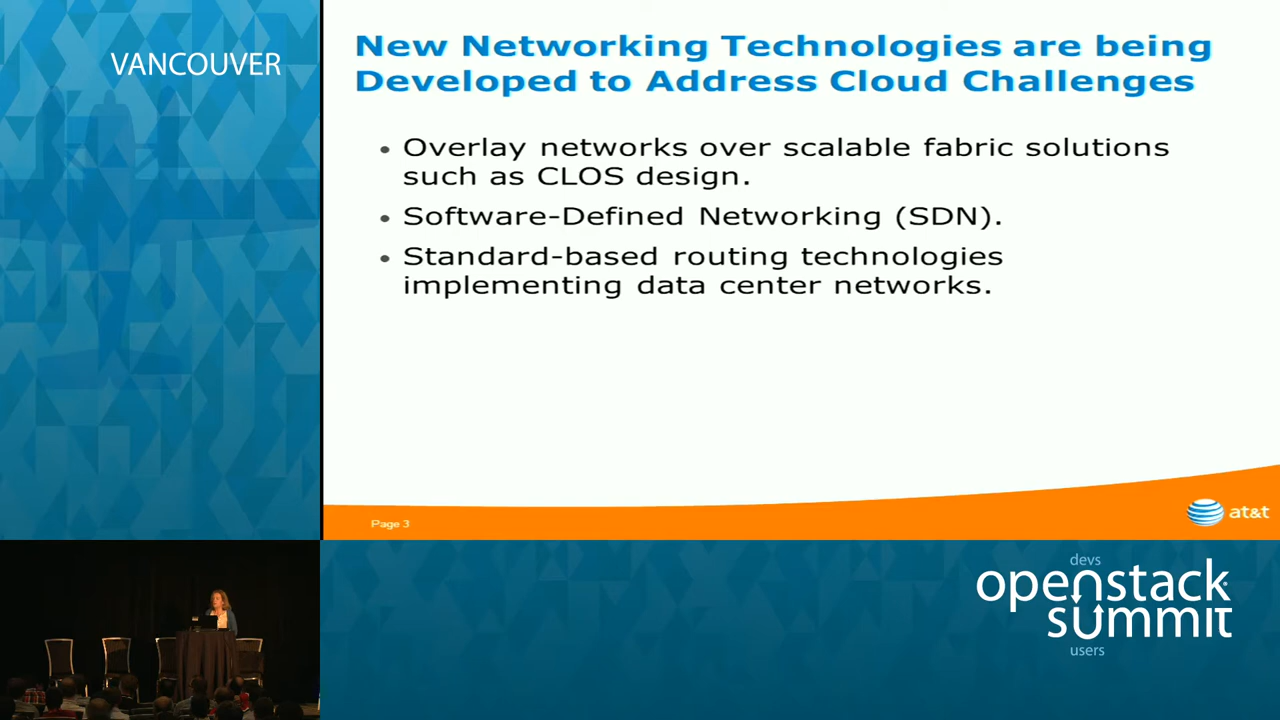 VANCOUVER
New Networking Technologies are being
Developed to Address Cloud Challenges
Overlay networks over scalable fabric solutions
such as CLOS design.
Software-Defined Networking (SDN).
Standard-based routing technologies
implementing data center networks.
Page 3
at&t
devs
openstack
summit
users